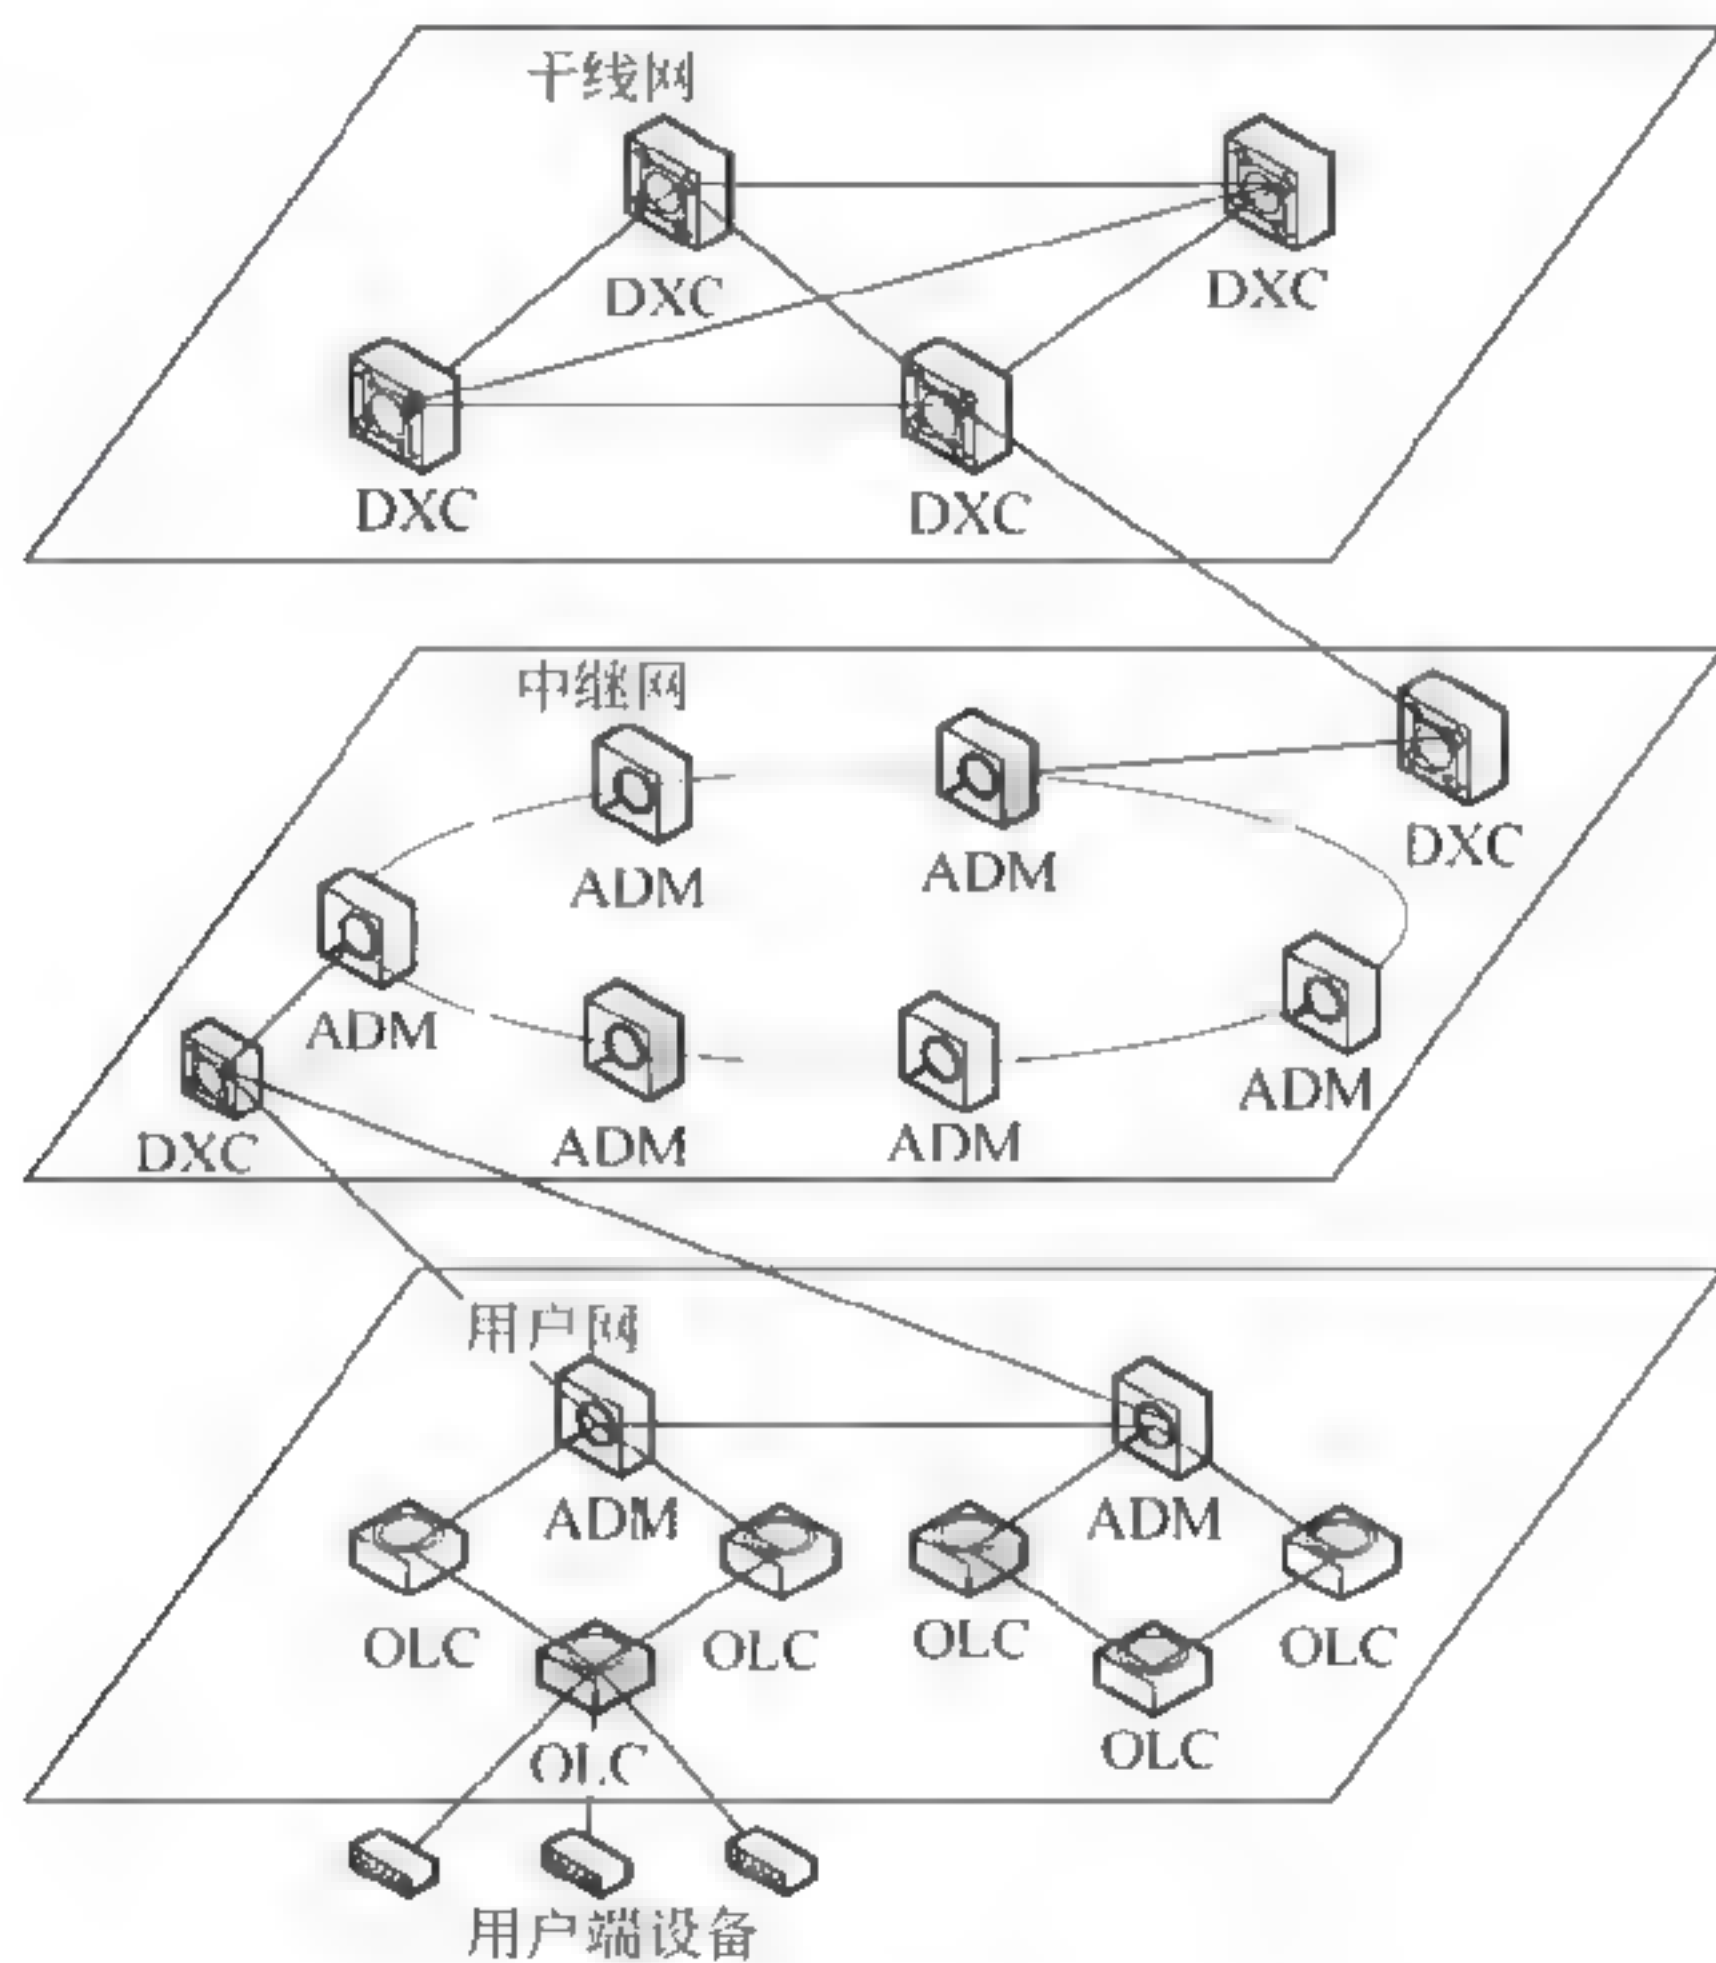 干线网
DXC
DXC
DXC
DXC
中继网
ADM
ADM
DXC
ADM
ADM
ADM
ADM
DXC
用户网
ADM
ADM
OLC
OLC
OLC
OLC
OLC
OLC
用户端设备